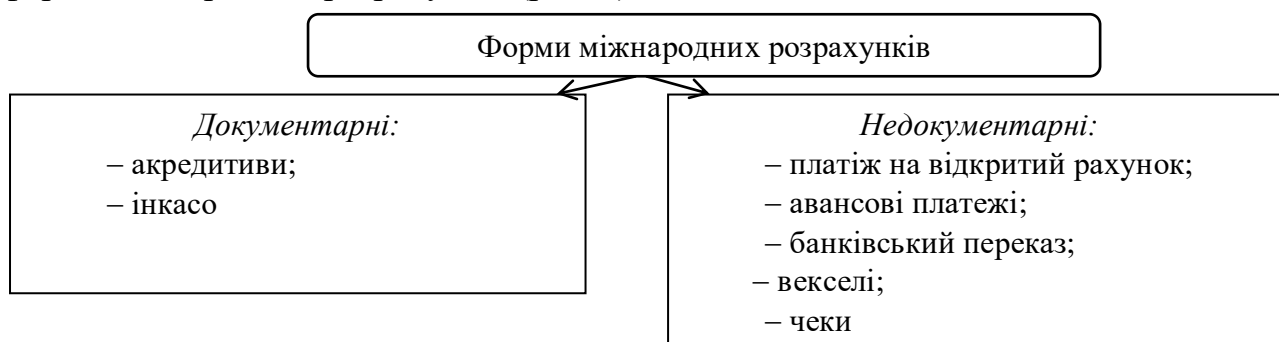 Форми міжнародних розрахунків
Документарні:
– акредитиви;
– інкасо
Недокументарні:
– платіж на відкритий рахунок;
– авансові платежі;
– банківський переказ;
– векселі;
– чеки